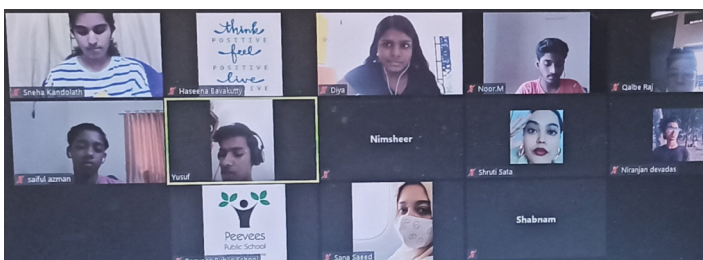 think
POSITIVE
feel
POSITIVE
live
Sneha Kandolath
Haseena Bavakutty
Diya
Noor.M
Qalbe Raj
saiful azman
Yusuf
Nimsheer
Shruti Sata
Niranjan devadas
Peevees
Public School
Sana Saeed
Shabnam